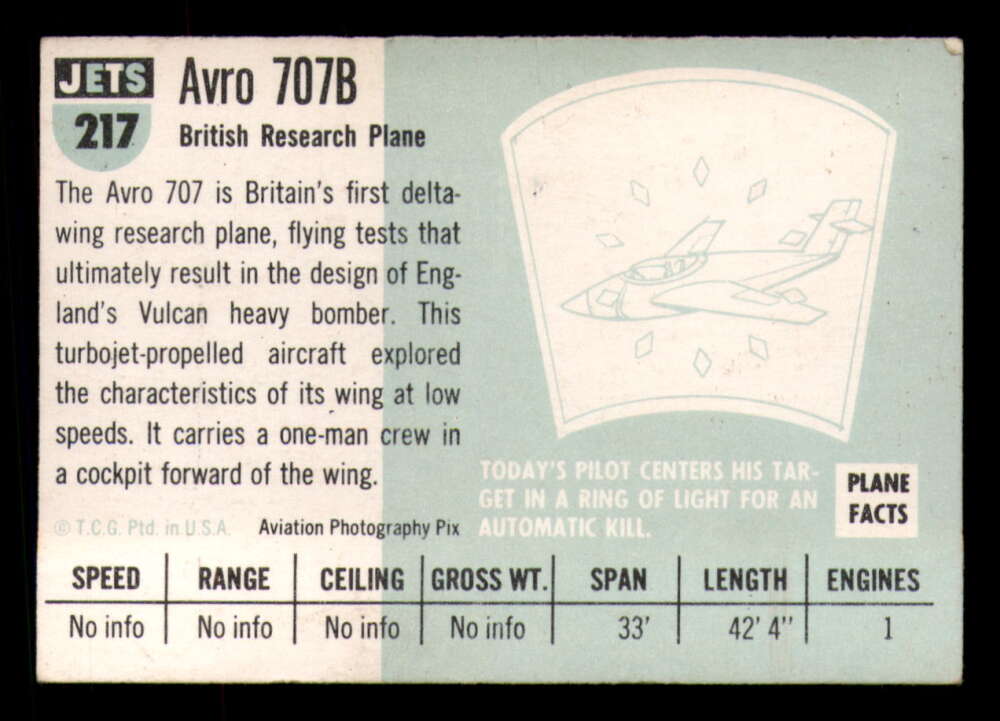 JETS
217
Avro 707B
British Research Plane
The Avro 707 is Britain's first delta-
wing research plane, flying tests that
ultimately result in the design of Eng-
land's Vulcan heavy bomber. This
turbojet-propelled aircraft explored
the characteristics of its wing at low
speeds. It carries a one-man crew in
a cockpit forward of the wing.
© T.C.G. Ptd. in U.S.A. Aviation Photography Pix
TODAY'S PILOT CENTERS HIS TAR-
GET IN A RING OF LIGHT FOR AN
AUTOMATIC KILL.
PLANE
FACTS
SPEED RANGE CEILING GROSS WT. SPAN LENGTH ENGINES
No info No info No info No info 33' 42' 4" 1